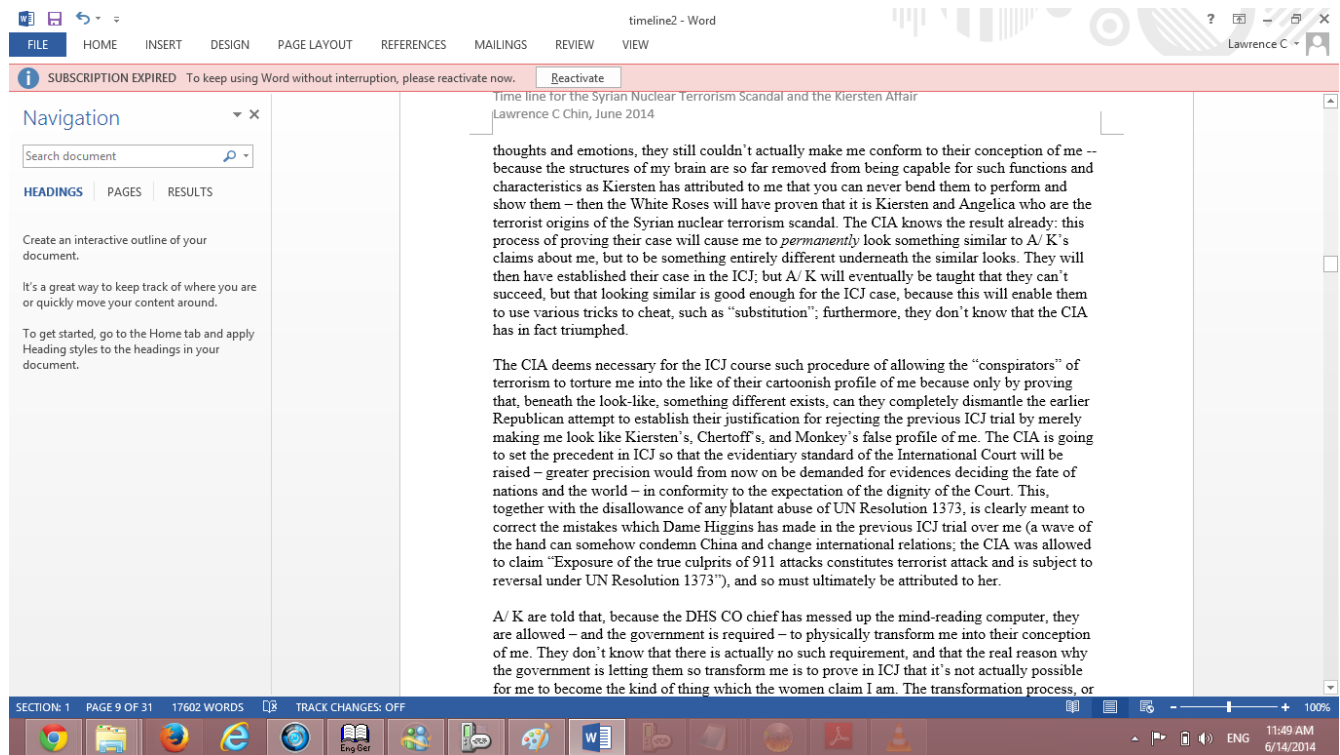 timeline2 - Word
?
FILE HOME INSERT DESIGN PAGE LAYOUT REFERENCES MAILINGS REVIEW VIEW
Lawrence C
SUBSCRIPTION EXPIRED To keep using Word without interruption, please reactivate now. Reactivate
Navigation
Search document
HEADINGS PAGES RESULTS
Create an interactive outline of your
document.
It's a great way to keep track of where you are
or quickly move your content around.
To get started, go to the Home tab and apply
Heading styles to the headings in your
document.
Time line for the Syrian Nuclear Terrorism Scandal and the Kiersten Affair
Lawrence C Chin, June 2014
thoughts and emotions, they still couldn't actually make me conform to their conception of me --
because the structures of my brain are so far removed from being capable for such functions and
characteristics as Kiersten has attributed to me that you can never bend them to perform and
show them – then the White Roses will have proven that it is Kiersten and Angelica who are the
terrorist origins of the Syrian nuclear terrorism scandal. The CIA knows the result already: this
process of proving their case will cause me to permanently look something similar to A/ K's
claims about me, but to be something entirely different underneath the similar looks. They will
then have established their case in the ICJ; but A/ K will eventually be taught that they can't
succeed, but that looking similar is good enough for the ICJ case, because this will enable them
to use various tricks to cheat, such as "substitution"; furthermore, they don't know that the CIA
has in fact triumphed.
The CIA deems necessary for the ICJ course such procedure of allowing the "conspirators" of
terrorism to torture me into the like of their cartoonish profile of me because only by proving
that, beneath the look-like, something different exists, can they completely dismantle the earlier
Republican attempt to establish their justification for rejecting the previous ICJ trial by merely
making me look like Kiersten's, Chertoff's, and Monkey's false profile of me. The CIA is going
to set the precedent in ICJ so that the evidentiary standard of the International Court will be
raised – greater precision would from now on be demanded for evidences deciding the fate of
nations and the world – in conformity to the expectation of the dignity of the Court. This,
together with the disallowance of any blatant abuse of UN Resolution 1373, is clearly meant to
correct the mistakes which Dame Higgins has made in the previous ICJ trial over me (a wave of
the hand can somehow condemn China and change international relations; the CIA was allowed
to claim "Exposure of the true culprits of 911 attacks constitutes terrorist attack and is subject to
reversal under UN Resolution 1373"), and so must ultimately be attributed to her.
A/ K are told that, because the DHS CO chief has messed up the mind-reading computer, they
are allowed – and the government is required – to physically transform me into their conception
of me. They don't know that there is actually no such requirement, and that the real reason why
the government is letting them so transform me is to prove in ICJ that it's not actually possible
for me to become the kind of thing which the women claim I am. The transformation process, or
SECTION: 1 PAGE 9 OF 31 17602 WORDS TRACK CHANGES: OFF 100%
Eng Ger
ENG
11:49 AM
6/14/2014